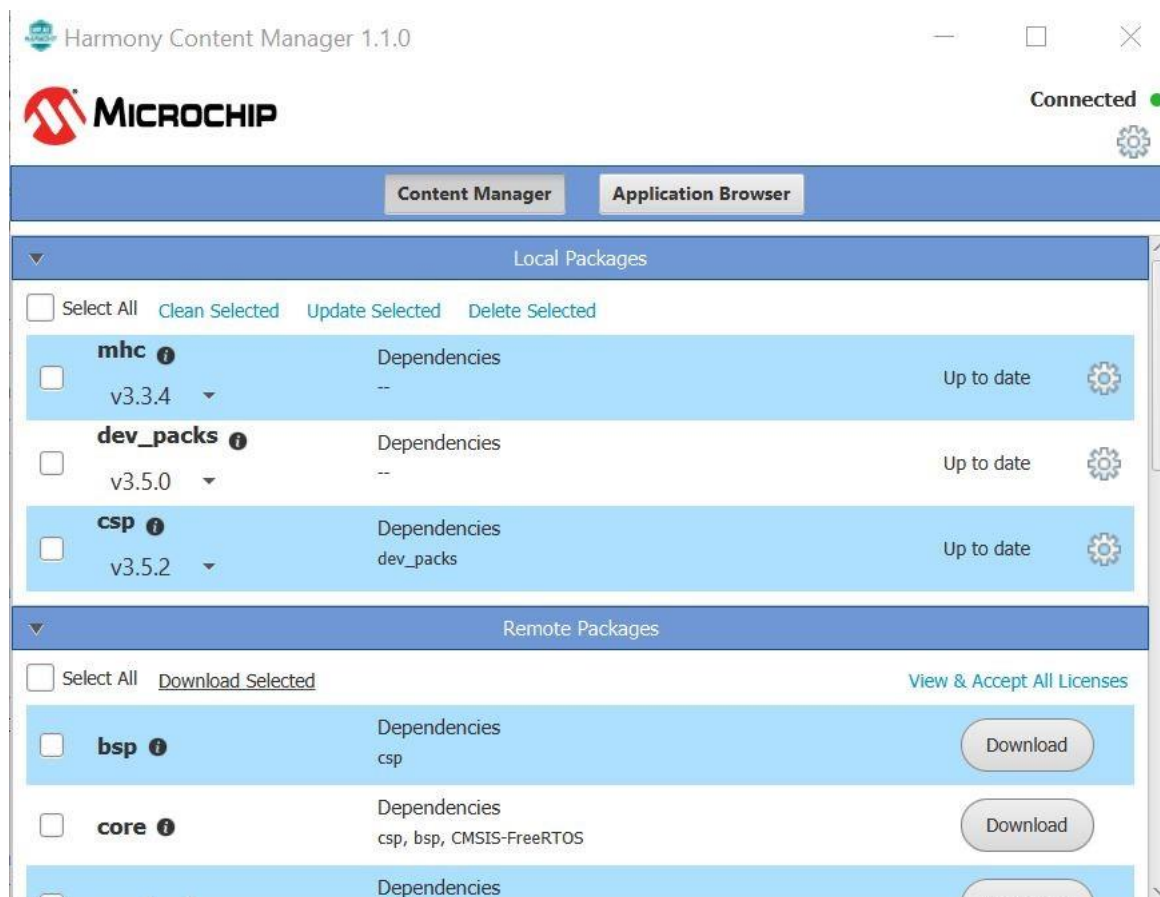 Harmony Content Manager 1.1.0
MICROCHIP
Connected
Content Manager Application Browser
Local Packages
Select All Clean Selected Update Selected Delete Selected
mhc Dependencies
v3.3.4 -- Up to date
dev_packs Dependencies
v3.5.0 -- Up to date
csp Dependencies
v3.5.2 dev_packs Up to date
Remote Packages
Select All Download Selected View & Accept All Licenses
bsp Dependencies
csp Download
core Dependencies
csp, bsp, CMSIS-FreeRTOS Download
Dependencies